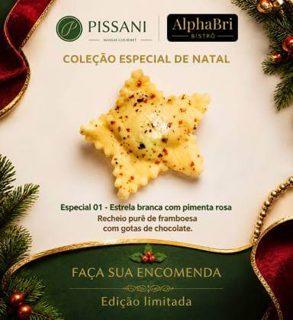 PISSANI
MASSAS GOURMET
AlphaBri
BISTRÔ
COLEÇÃO ESPECIAL DE NATAL
Especial 01 - Estrela branca com pimenta rosa
Recheio purê de framboesa
com gotas de chocolate.
FAÇA SUA ENCOMENDA
Edição limitada